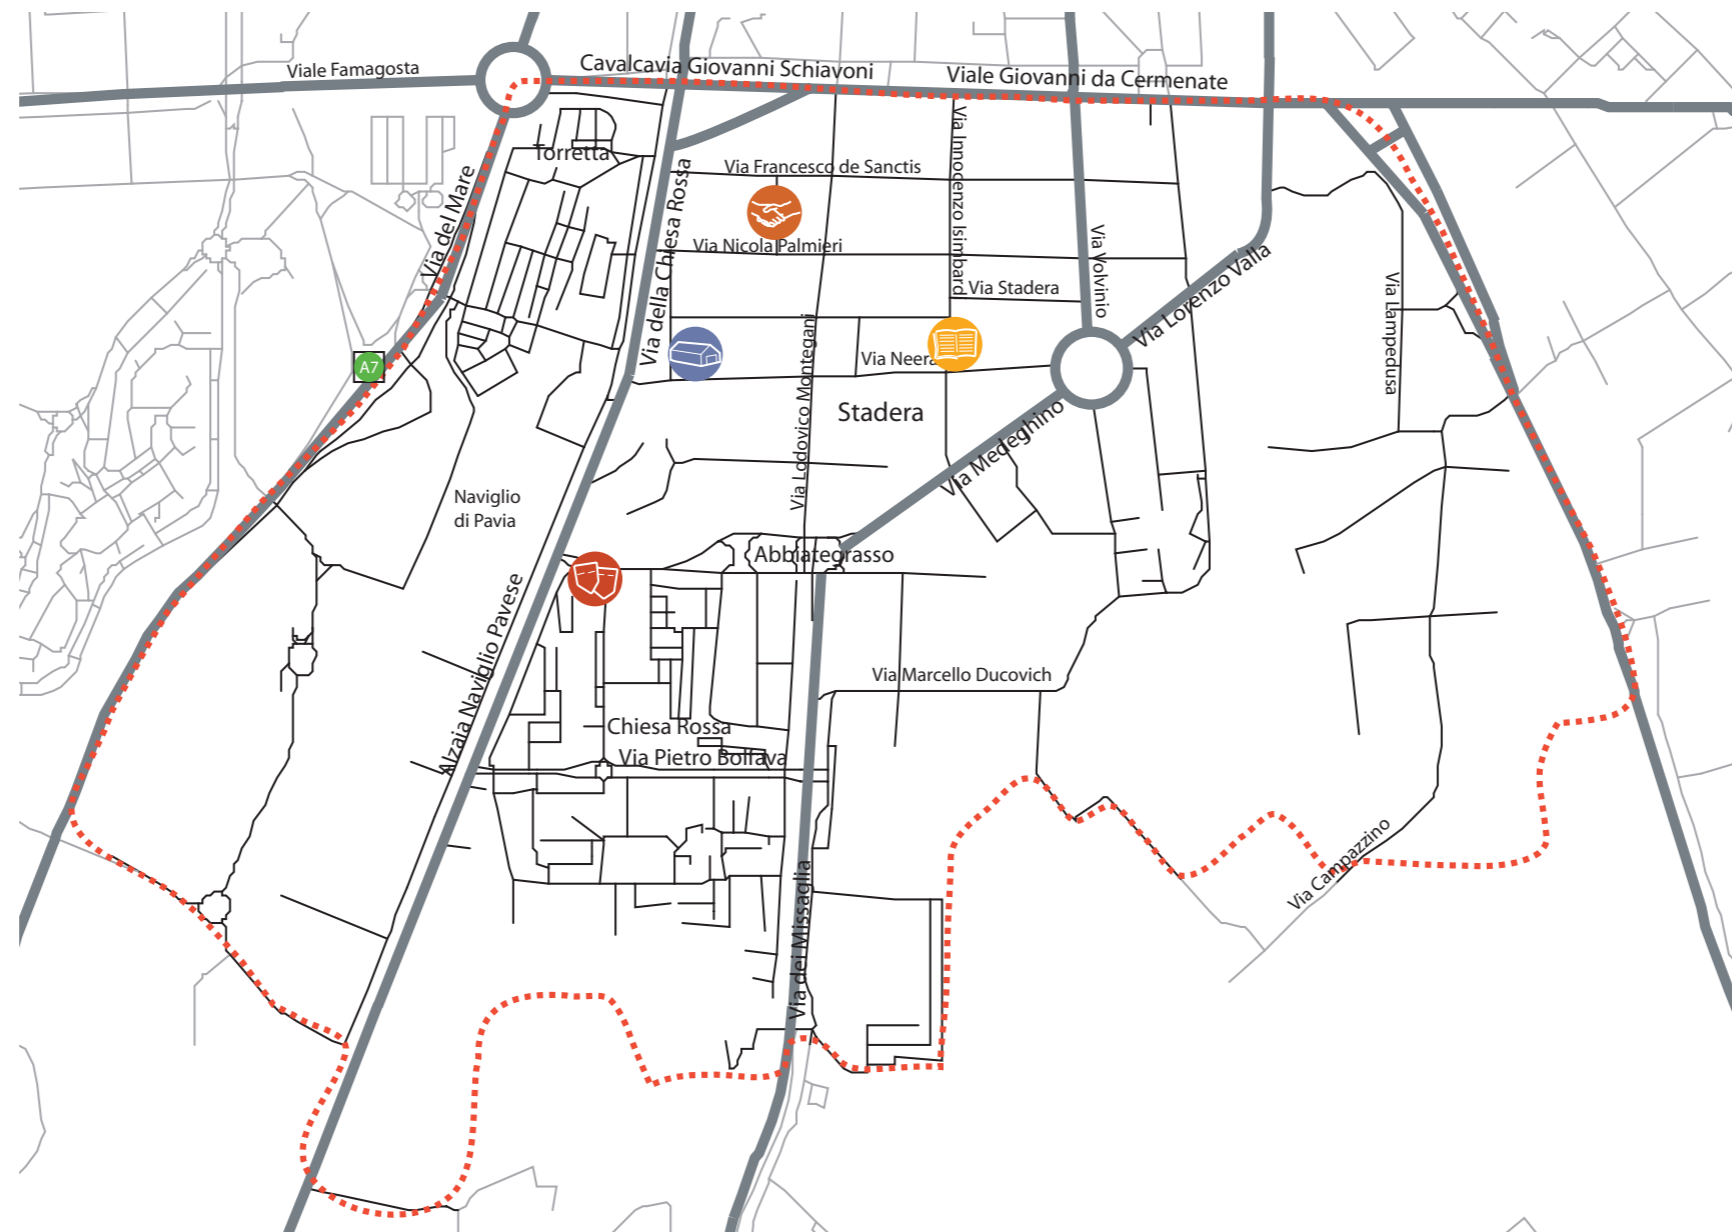 Viale Famagosta
Cavalcavia Giovanni Schiavoni
Viale Giovanni da Cermenate
Torretta
Via Francesco de Sanctis
Via Innocenzo Isimbardi
Via del Mare
Via della Chiesa Rossa
Via Nicola Palmieri
Via Volvinio
Via Lorenzo Valla
Via Stadera
Via Lampedusa
A7
Via Lodovico Montegani
Via Neera
Stadera
Via Medeghino
Naviglio
di Pavia
Abbiategrasso
Alzaia Naviglio Pavese
Via Marcello Ducovich
Chiesa Rossa
Via Pietro Bolfava
Via dei Missaglia
Via Campazzino